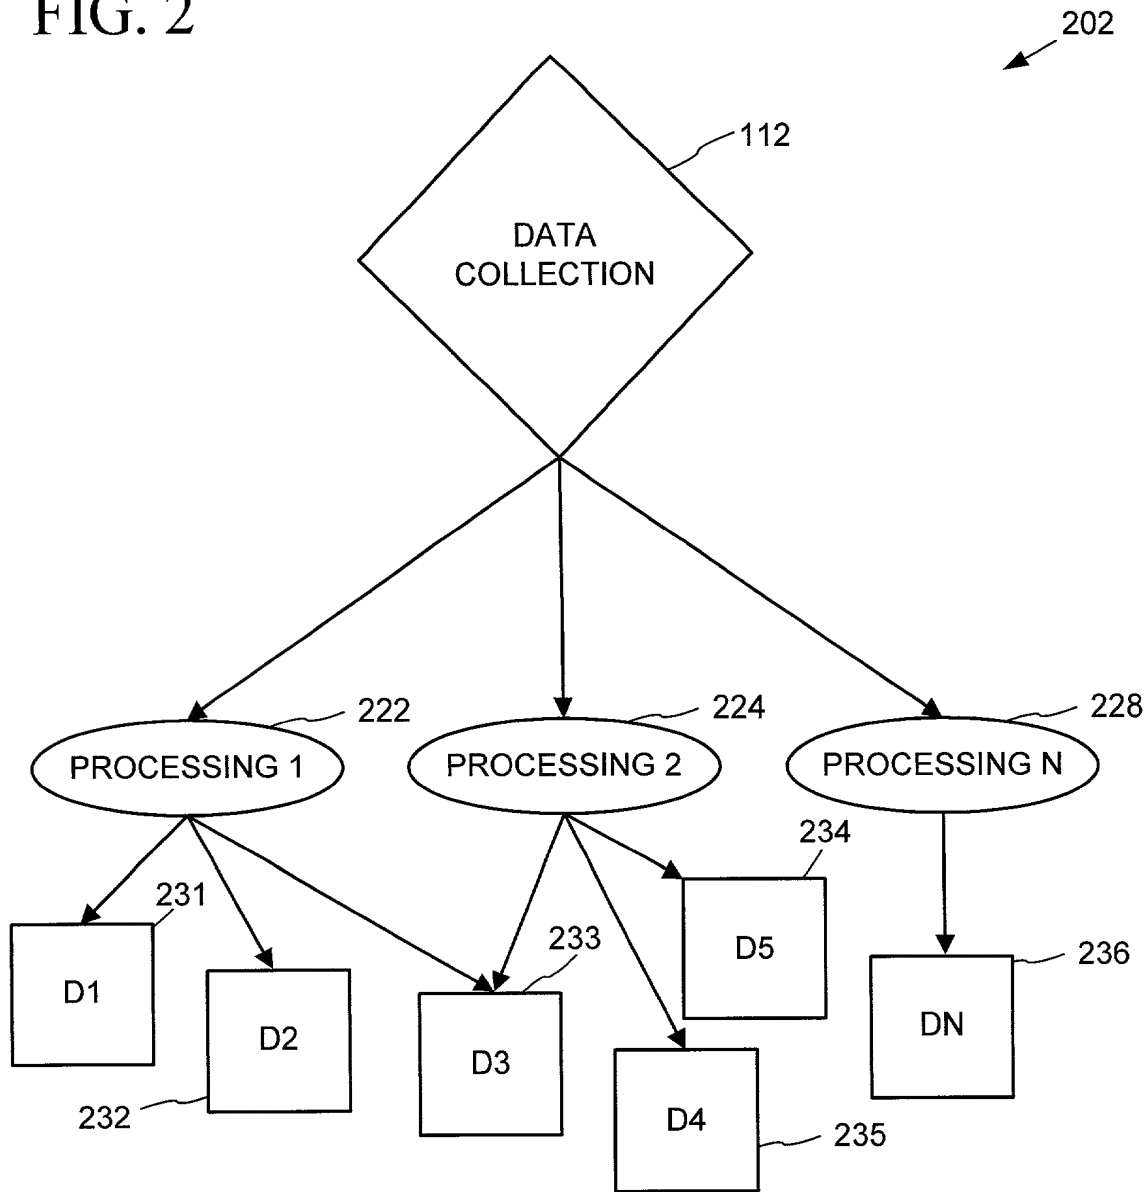 FIG. 2
202
112
DATA
COLLECTION
222
224
228
PROCESSING 1
PROCESSING 2
PROCESSING N
234
231
233
236
D5
D1
D2
D3
DN
232
D4
235